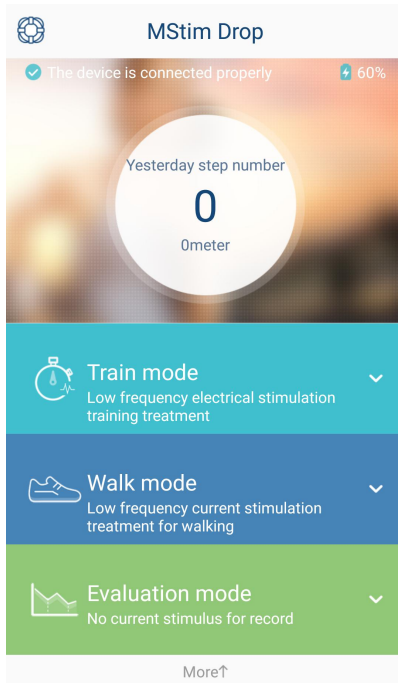 MStim Drop
The device is connected properly
60%
Yesterday step number
0
0meter
Train mode
Low frequency electrical stimulation
training treatment
Walk mode
Low frequency current stimulation
treatment for walking
Evaluation mode
No current stimulus for record
More↑